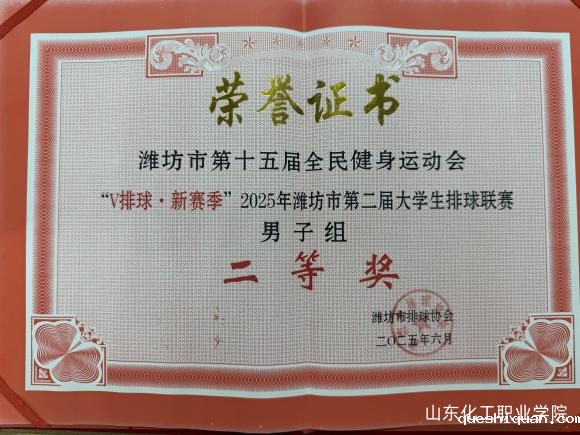 荣誉证书
潍坊市第十五届全民健身运动会
“V排球·新赛季”2025年潍坊市第二届大学生排球联赛
男子组
二等奖
潍坊市排球协会
二〇二五年六月
山东化工职业学院
queshiquan.com